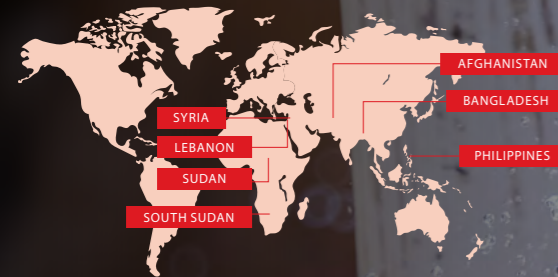 AFGHANISTAN
BANGLADESH
SYRIA
LEBANON
PHILIPPINES
SUDAN
SOUTH SUDAN